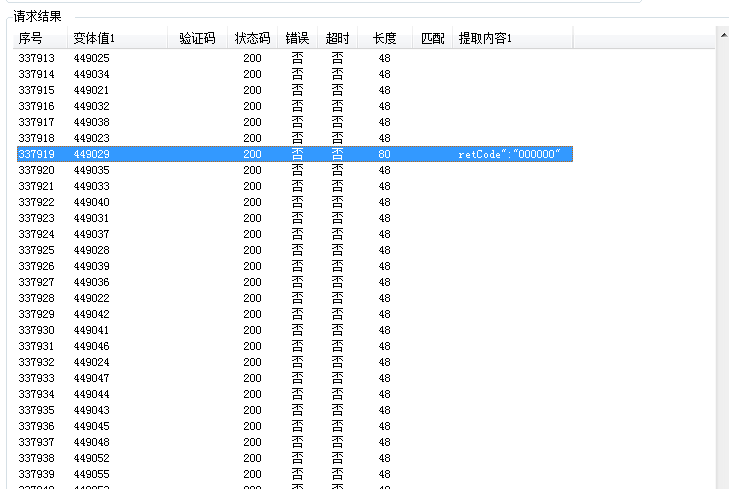 请求结果
序号 变体值1 验证码 状态码 错误 超时 长度 匹配 提取内容1
337913 449025 200 否 否 48
337914 449034 200 否 否 48
337915 449021 200 否 否 48
337916 449032 200 否 否 48
337917 449038 200 否 否 48
337918 449023 200 否 否 48
337919 449029 200 否 否 80 retCode":"000000"
337920 449035 200 否 否 48
337921 449033 200 否 否 48
337922 449040 200 否 否 48
337923 449031 200 否 否 48
337924 449037 200 否 否 48
337925 449028 200 否 否 48
337926 449039 200 否 否 48
337927 449036 200 否 否 48
337928 449022 200 否 否 48
337929 449042 200 否 否 48
337930 449041 200 否 否 48
337931 449046 200 否 否 48
337932 449024 200 否 否 48
337933 449047 200 否 否 48
337934 449044 200 否 否 48
337935 449043 200 否 否 48
337936 449045 200 否 否 48
337937 449048 200 否 否 48
337938 449052 200 否 否 48
337939 449055 200 否 否 48